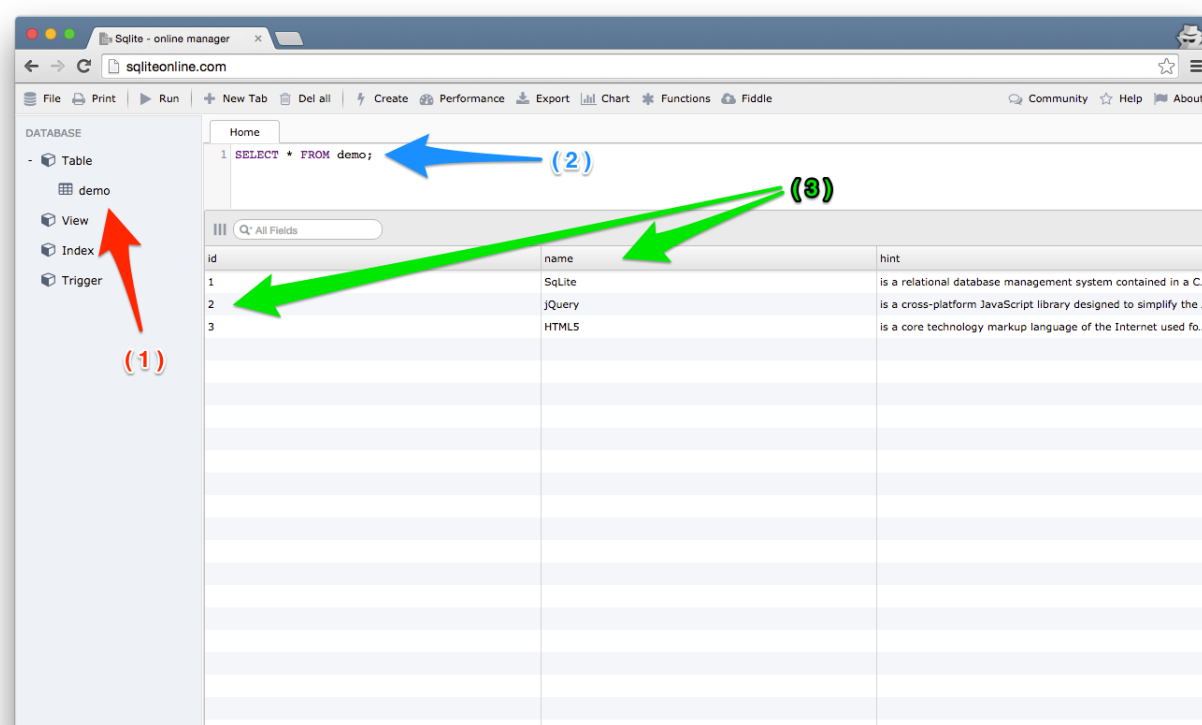 Sqlite - online manager
sqliteonline.com
File Print Run New Tab Del all Create Performance Export Chart Functions Fiddle Community Help About
DATABASE
Home
- Table
1 SELECT * FROM demo;
(2)
demo
(3)
View
All Fields
Index
id name hint
Trigger
1 SqLite is a relational database management system contained in a C..
2 jQuery is a cross-platform JavaScript library designed to simplify the ..
3 HTML5 is a core technology markup language of the Internet used fo..
(1)